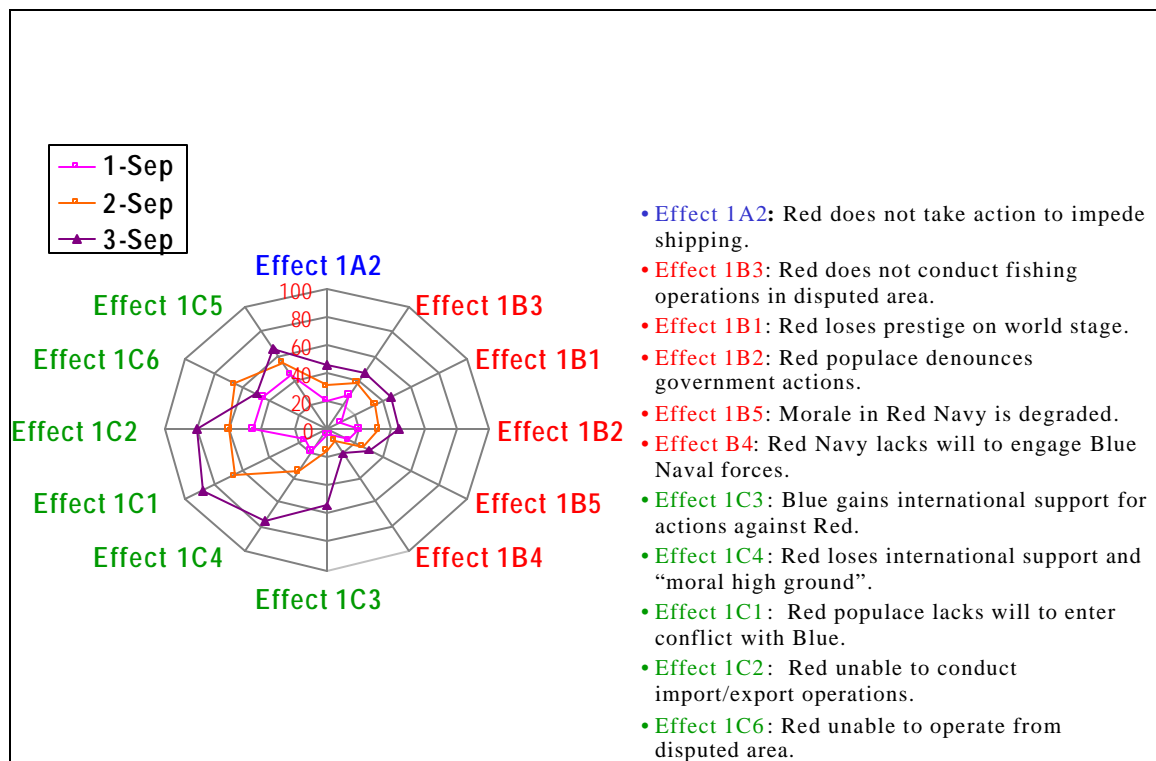 1-Sep
2-Sep
3-Sep
Effect 1A2
Effect 1B3
Effect 1B1
Effect 1B2
Effect 1B5
Effect 1B4
Effect 1C3
Effect 1C4
Effect 1C1
Effect 1C2
Effect 1C6
Effect 1C5
100
80
60
40
20
0
• Effect 1A2: Red does not take action to impede
shipping.
• Effect 1B3: Red does not conduct fishing
operations in disputed area.
• Effect 1B1: Red loses prestige on world stage.
• Effect 1B2: Red populace denounces
government actions.
• Effect 1B5: Morale in Red Navy is degraded.
• Effect B4: Red Navy lacks will to engage Blue
Naval forces.
• Effect 1C3: Blue gains international support for
actions against Red.
• Effect 1C4: Red loses international support and
“moral high ground”.
• Effect 1C1: Red populace lacks will to enter
conflict with Blue.
• Effect 1C2: Red unable to conduct
import/export operations.
• Effect 1C6: Red unable to operate from
disputed area.